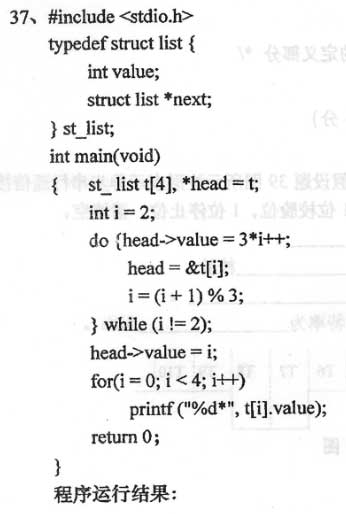 37、#include <stdio.h>
typedef struct list {
int value;
struct list *next;
} st_list;
int main(void)
{ st_ list t[4], *head = t;
int i = 2;
do {head->value = 3*i++;
head = &t[i];
i = (i + 1) % 3;
} while (i != 2);
head->value = i;
for(i = 0; i < 4; i++)
printf ("%d*", t[i].value);
return 0;
}
程序运行结果: